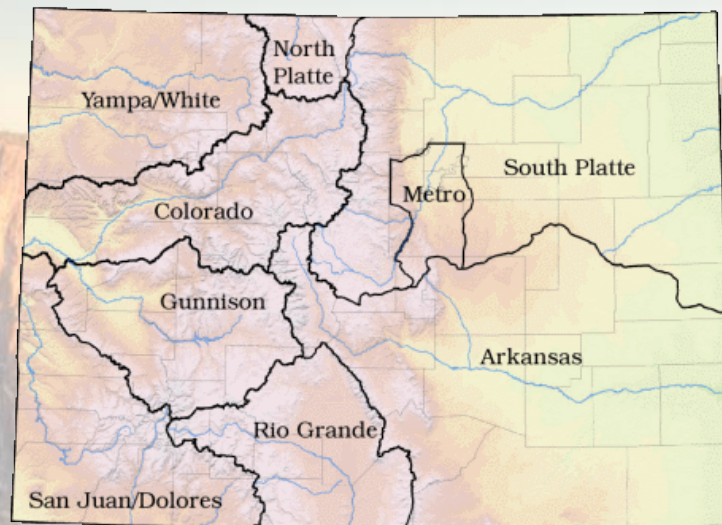 North
Platte
Yampa/White
South Platte
Metro
Colorado
Gunnison
Arkansas
Rio Grande
San Juan/Dolores